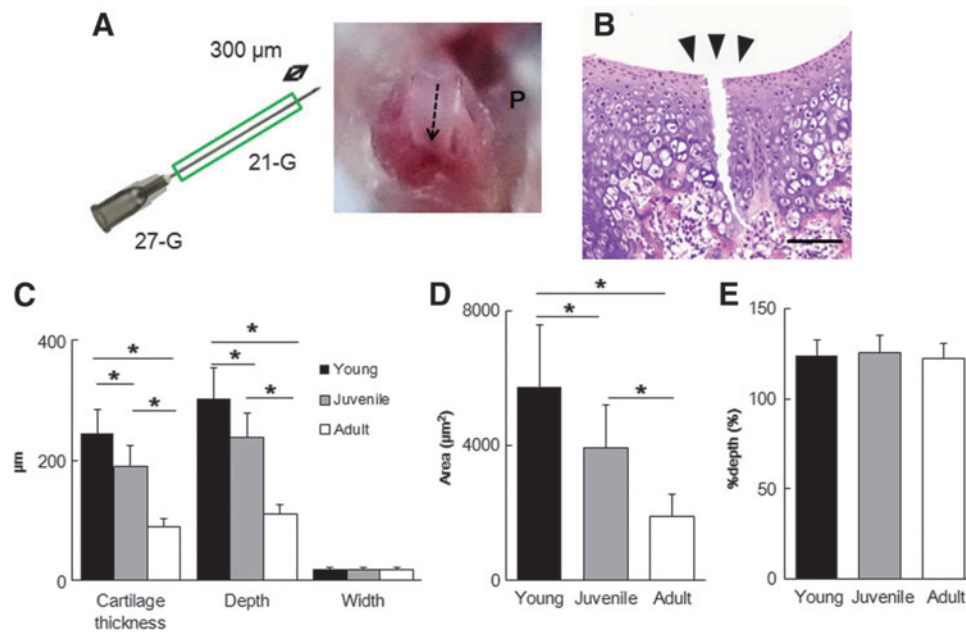 A
300 µm
21-G
27-G
P
B
C
400
200
0
µm
*
*
*
*
*
*
Young
Juvenile
Adult
Cartilage
thickness
Depth
Width
D
8000
4000
0
Area (µm²)
*
*
*
Young Juvenile Adult
E
150
100
50
0
%depth (%)
Young Juvenile Adult